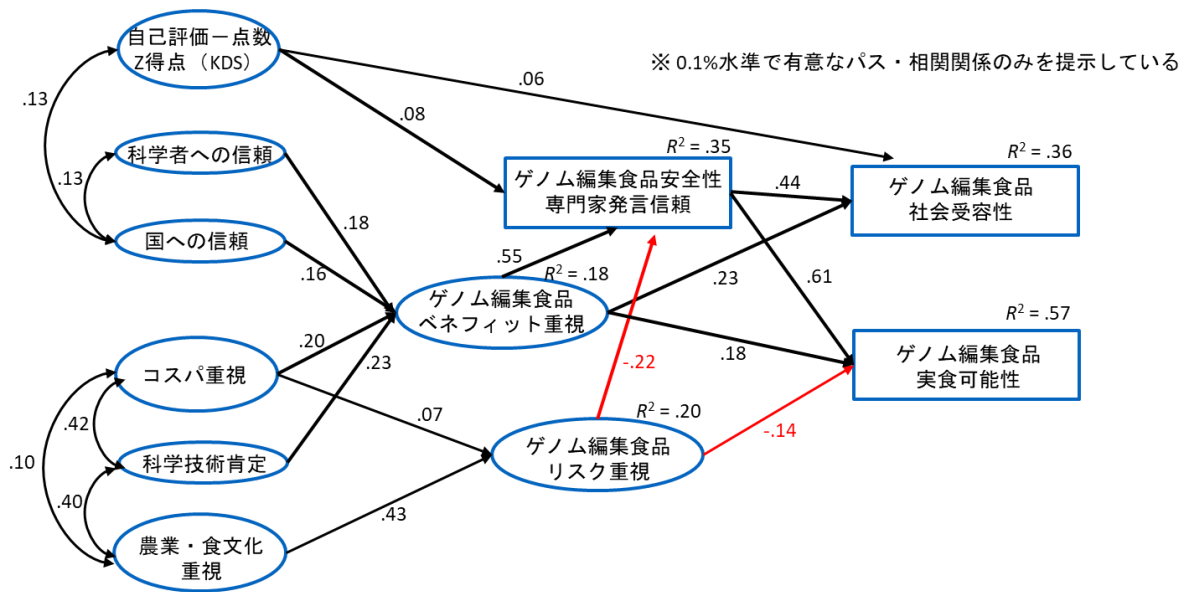 自己評価－点数
Z得点（KDS）
※ 0.1%水準で有意なパス・相関関係のみを提示している
.06
.13
.08
科学者への信頼
R² = .35
R² = .36
.13
ゲノム編集食品安全性
専門家発言信頼
.44
ゲノム編集食品
社会受容性
.18
国への信頼
.55
.16
R² = .18
.23
.61
ゲノム編集食品
ベネフィット重視
R² = .57
.20
.23
-.22
.18
ゲノム編集食品
実食可能性
コスパ重視
.07
R² = .20
-.14
.42
ゲノム編集食品
リスク重視
.10
科学技術肯定
.40
.43
農業・食文化
重視